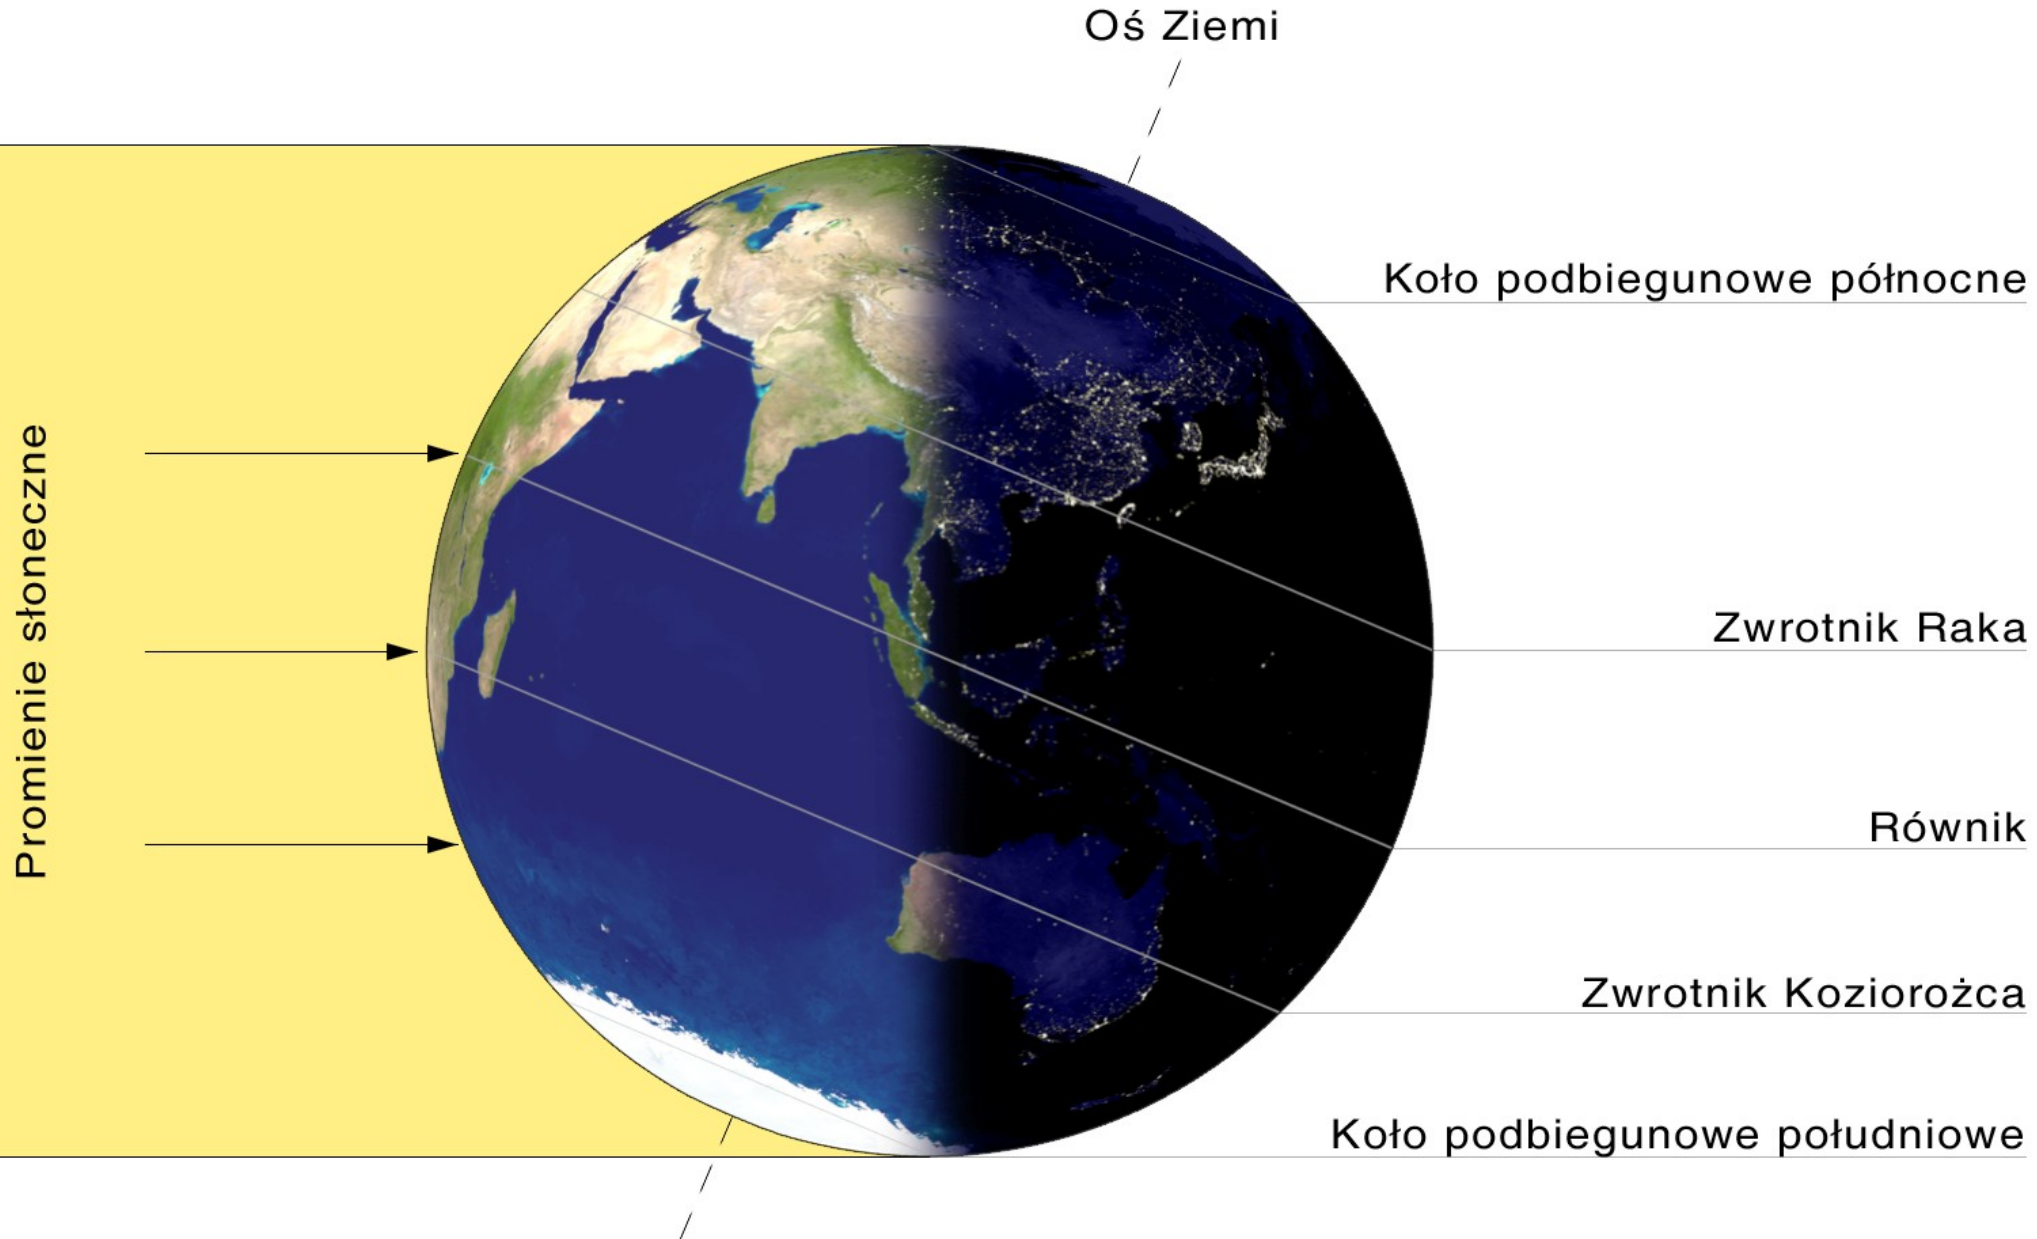 Oś Ziemi
Koło podbiegunowe północne
Promienie słoneczne
Zwrotnik Raka
Równik
Zwrotnik Koziorożca
Koło podbiegunowe południowe